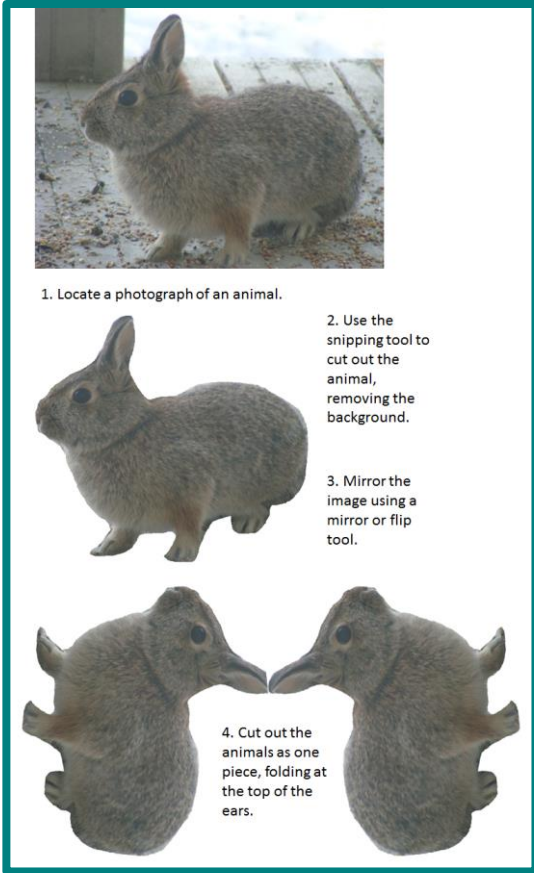 1. Locate a photograph of an animal.
2. Use the
snipping tool to
cut out the
animal,
removing the
background.
3. Mirror the
image using a
mirror or flip
tool.
4. Cut out the
animals as one
piece, folding at
the top of the
ears.